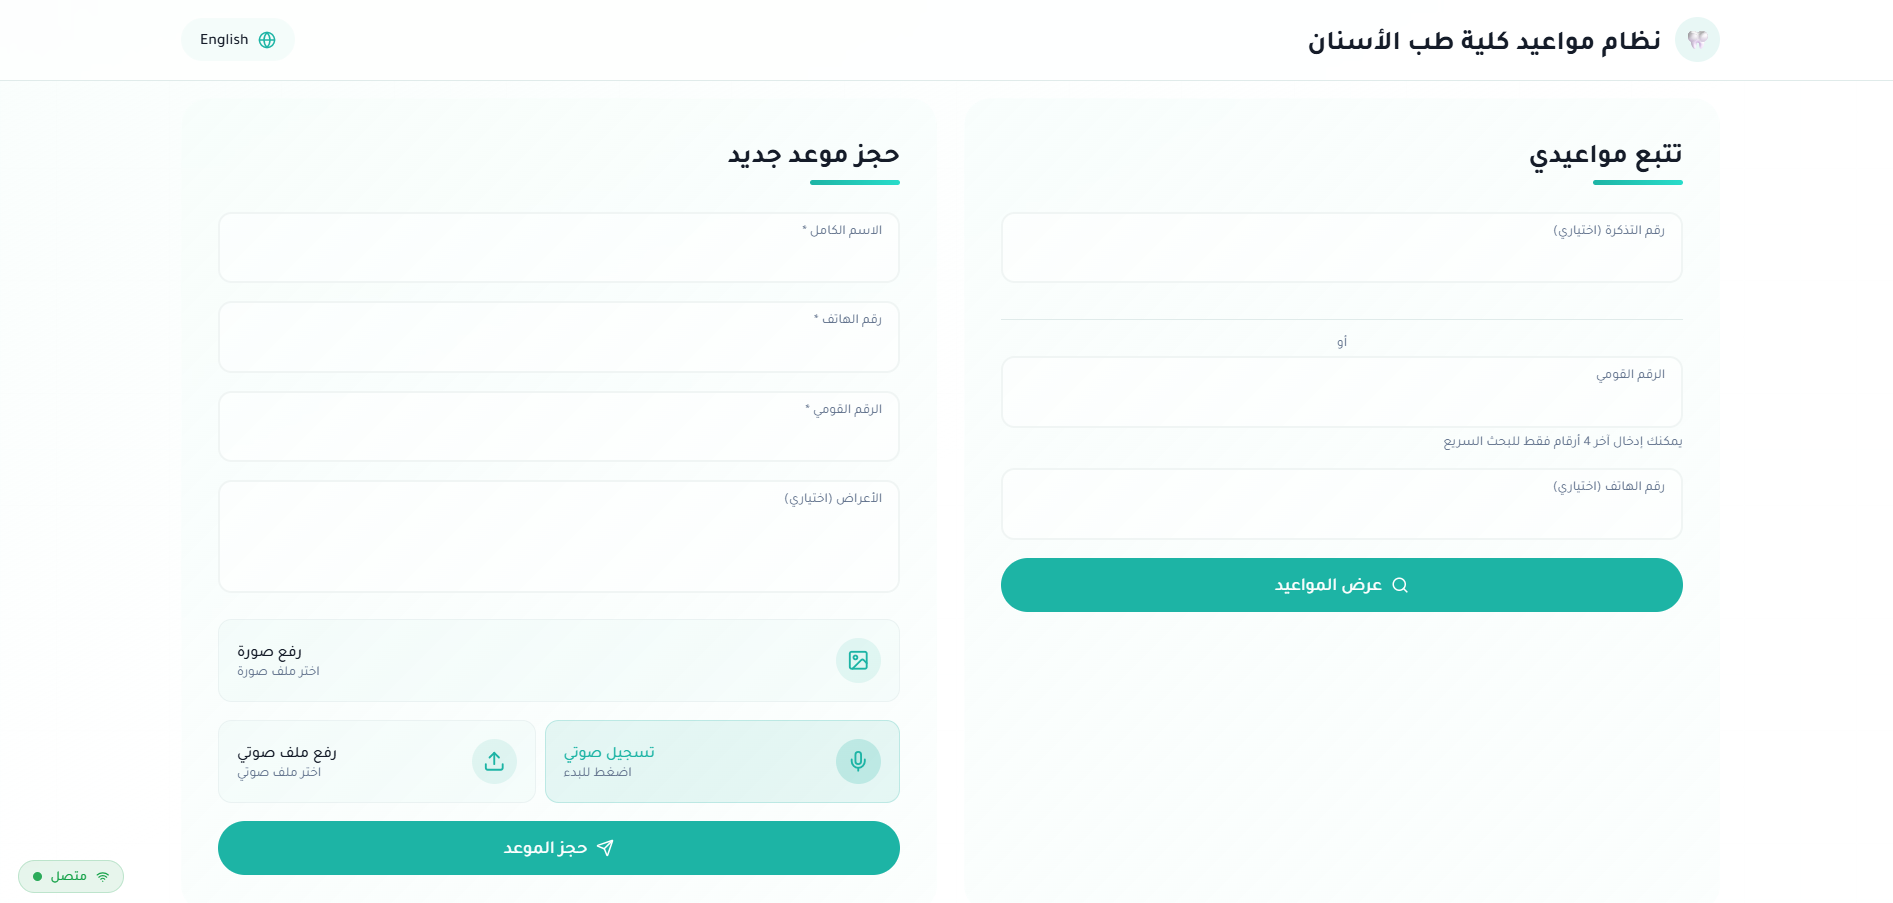 نظام مواعيد كلية طب الأسنان
English
تتبع مواعيدي
رقم التذكرة (اختياري)
أو
الرقم القومي
يمكنك إدخال آخر 4 أرقام فقط للبحث السريع
رقم الهاتف (اختياري)
عرض المواعيد
حجز موعد جديد
الاسم الكامل *
رقم الهاتف *
الرقم القومي *
الأعراض (اختياري)
رفع صورة
اختر ملف صورة
تسجيل صوتي
اضغط للبدء
رفع ملف صوتي
اختر ملف صوتي
حجز الموعد
متصل